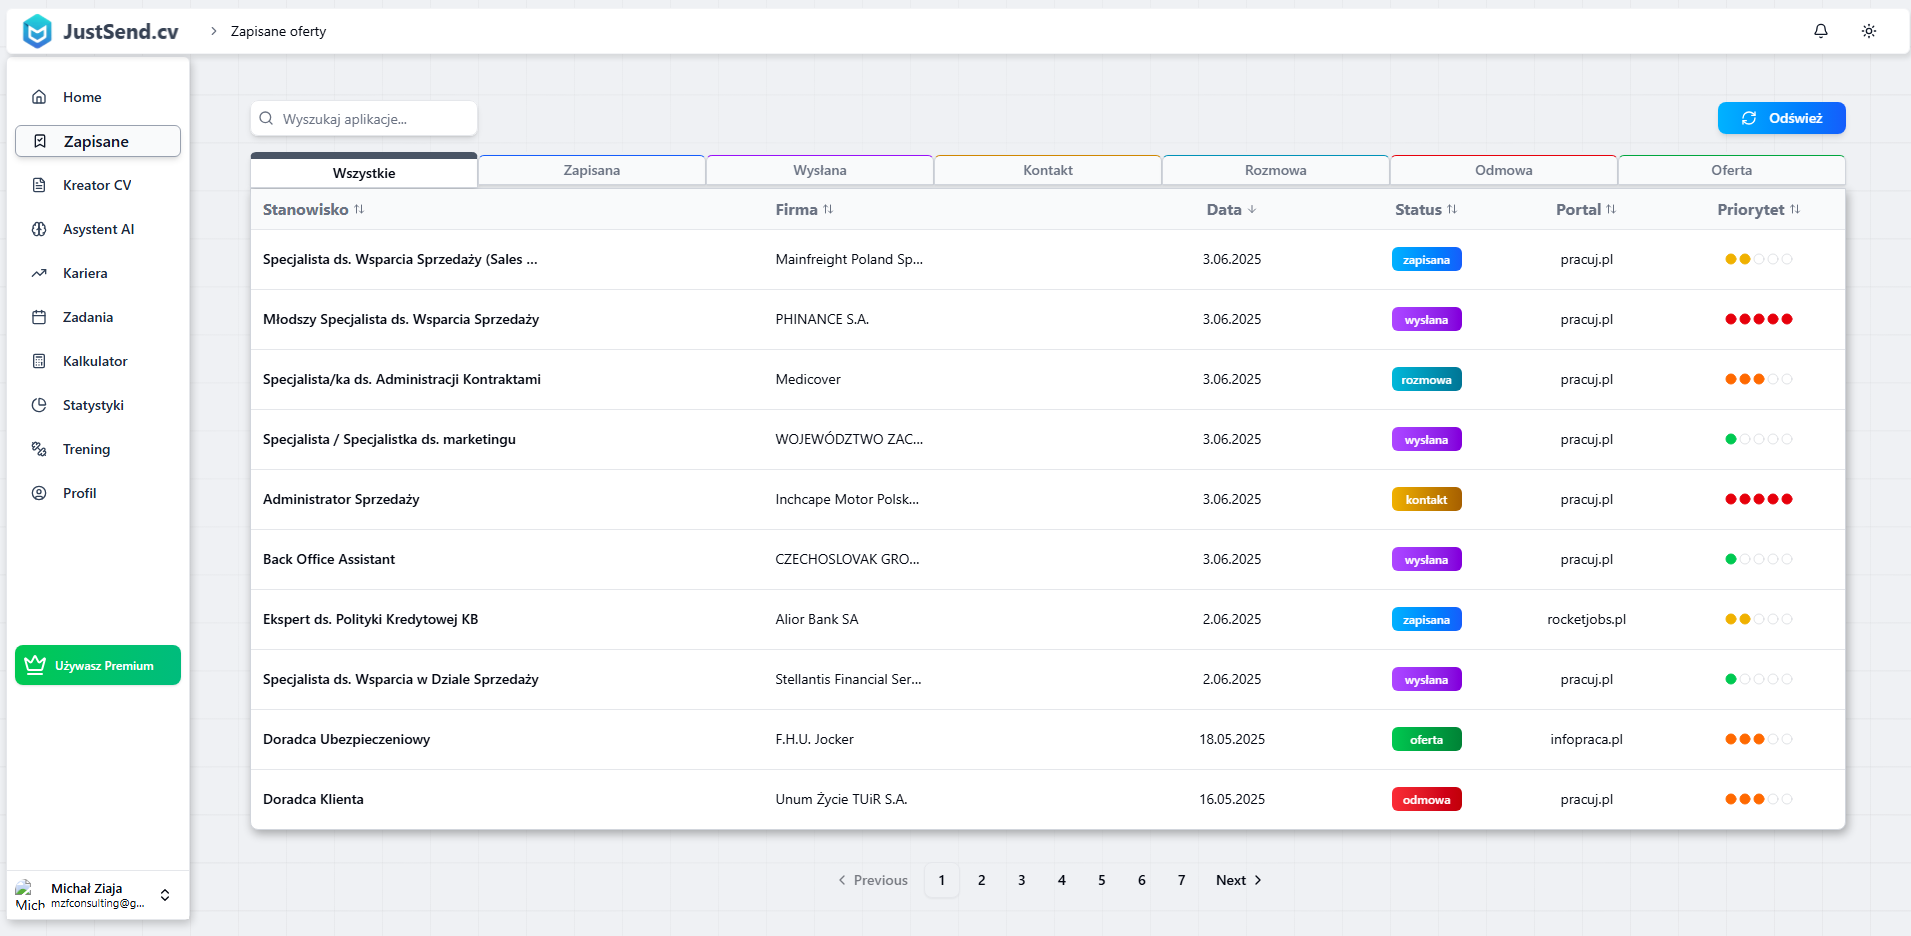 JustSend.cv
Zapisane oferty
Home
Zapisane
Kreator CV
Asystent AI
Kariera
Zadania
Kalkulator
Statystyki
Trening
Profil
Używasz Premium
Mich
Michał Ziaja
mzfconsulting@g...
Wyszukaj aplikacje...
Odśwież
Wszystkie Zapisana Wysłana Kontakt Rozmowa Odmowa Oferta
Stanowisko Firma Data Status Portal Priorytet
Specjalista ds. Wsparcia Sprzedaży (Sales ... Mainfreight Poland Sp... 3.06.2025 zapisana pracuj.pl
Młodszy Specjalista ds. Wsparcia Sprzedaży PHINANCE S.A. 3.06.2025 wysłana pracuj.pl
Specjalista/ka ds. Administracji Kontraktami Medicover 3.06.2025 rozmowa pracuj.pl
Specjalista / Specjalistka ds. marketingu WOJEWÓDZTWO ZAC... 3.06.2025 wysłana pracuj.pl
Administrator Sprzedaży Inchcape Motor Polsk... 3.06.2025 kontakt pracuj.pl
Back Office Assistant CZECHOSLOVAK GRO... 3.06.2025 wysłana pracuj.pl
Ekspert ds. Polityki Kredytowej KB Alior Bank SA 2.06.2025 zapisana rocketjobs.pl
Specjalista ds. Wsparcia w Dziale Sprzedaży Stellantis Financial Ser... 2.06.2025 wysłana pracuj.pl
Doradca Ubezpieczeniowy F.H.U. Jocker 18.05.2025 oferta infopraca.pl
Doradca Klienta Unum Życie TUiR S.A. 16.05.2025 odmowa pracuj.pl
Previous 1 2 3 4 5 6 7 Next